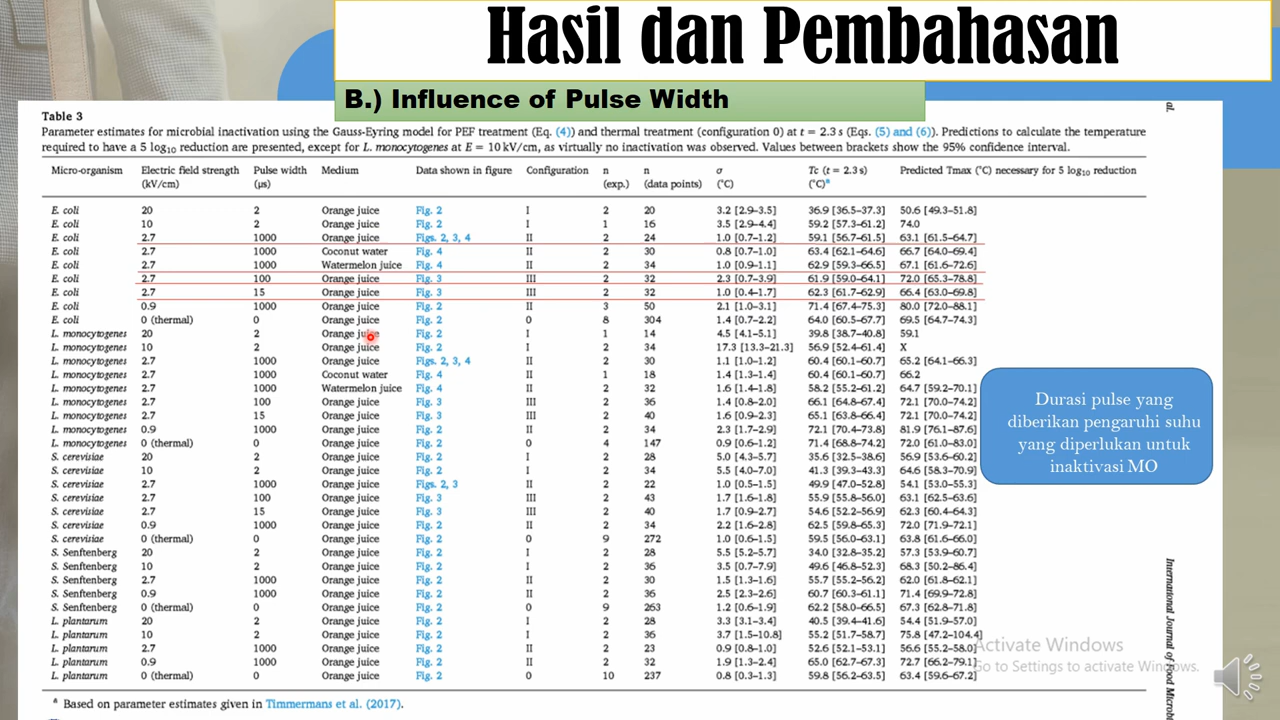 Hasil dan Pembahasan
B.) Influence of Pulse Width
al.
Table 3
Parameter estimates for microbial inactivation using the Gauss-Eyring model for PEF treatment (Eq. (4)) and thermal treatment (configuration 0) at t = 2.3 s (Eqs. (5) and (6)). Predictions to calculate the temperature
required to have a 5 log10 reduction are presented, except for L. monocytogenes at E = 10 kV/cm, as virtually no inactivation was observed. Values between brackets show the 95% confidence interval.
Micro-organism Electric field strength Pulse width Medium Data shown in figure Configuration n n σ Tc (t = 2.3 s) Predicted Tmax (°C) necessary for 5 log10 reduction
(kV/cm) (μs) (exp.) (data points) (°C) (°C)a
E. coli 20 2 Orange juice Fig. 2 I 2 20 3.2 [2.9–3.5] 36.9 [36.5–37.3] 50.6 [49.3–51.8]
E. coli 10 2 Orange juice Fig. 2 I 1 16 3.5 [2.9–4.4] 59.2 [57.3–61.2] 74.0
E. coli 2.7 1000 Orange juice Figs. 2, 3, 4 II 2 24 1.0 [0.7–1.2] 59.1 [56.7–61.5] 63.1 [61.5–64.7]
E. coli 2.7 1000 Coconut water Fig. 4 II 2 30 0.8 [0.7–1.0] 63.4 [62.1–64.6] 66.7 [64.0–69.4]
E. coli 2.7 1000 Watermelon juice Fig. 4 II 2 34 1.0 [0.9–1.1] 62.9 [59.3–66.5] 67.1 [61.6–72.6]
E. coli 2.7 100 Orange juice Fig. 3 III 2 32 2.3 [0.7–3.9] 61.9 [59.0–64.1] 72.0 [65.3–78.8]
E. coli 2.7 15 Orange juice Fig. 3 III 2 32 1.0 [0.4–1.7] 62.3 [61.7–62.9] 66.4 [63.0–69.8]
E. coli 0.9 1000 Orange juice Fig. 2 II 3 50 2.1 [1.0–3.1] 71.4 [67.4–75.3] 80.0 [72.0–88.1]
E. coli 0 (thermal) 0 Orange juice Fig. 2 0 8 304 1.4 [0.7–2.2] 64.0 [60.5–67.7] 69.5 [64.7–74.3]
L. monocytogenes 20 2 Orange juice Fig. 2 I 1 14 4.5 [4.1–5.1] 39.8 [38.7–40.8] 59.1
L. monocytogenes 10 2 Orange juice Fig. 2 I 2 34 17.3 [13.3–21.3] 56.9 [52.4–61.4] X
L. monocytogenes 2.7 1000 Orange juice Figs. 2, 3, 4 II 2 30 1.1 [1.0–1.2] 60.4 [60.1–60.7] 65.2 [64.1–66.3]
L. monocytogenes 2.7 1000 Coconut water Fig. 4 II 1 18 1.4 [1.3–1.4] 60.4 [60.1–60.7] 66.2
L. monocytogenes 2.7 1000 Watermelon juice Fig. 4 II 2 32 1.6 [1.4–1.8] 58.2 [55.2–61.2] 64.7 [59.2–70.1]
L. monocytogenes 2.7 100 Orange juice Fig. 3 III 2 36 1.4 [0.8–2.0] 66.1 [64.8–67.4] 72.1 [70.0–74.2]
L. monocytogenes 2.7 15 Orange juice Fig. 3 III 2 40 1.6 [0.9–2.3] 65.1 [63.8–66.4] 72.1 [70.0–74.2]
L. monocytogenes 0.9 1000 Orange juice Fig. 2 II 2 34 2.3 [1.7–2.9] 72.1 [70.4–73.8] 81.9 [76.1–87.6]
L. monocytogenes 0 (thermal) 0 Orange juice Fig. 2 0 4 147 0.9 [0.6–1.2] 71.4 [68.8–74.2] 72.0 [61.0–83.0]
S. cerevisiae 20 2 Orange juice Fig. 2 I 2 28 5.0 [4.3–5.7] 35.6 [32.5–38.6] 56.9 [53.6–60.2]
S. cerevisiae 10 2 Orange juice Fig. 2 I 2 34 5.5 [4.0–7.0] 41.3 [39.3–43.3] 64.6 [58.3–70.9]
S. cerevisiae 2.7 1000 Orange juice Figs. 2, 3 II 2 22 1.0 [0.5–1.5] 49.9 [47.0–52.8] 54.1 [53.0–55.3]
S. cerevisiae 2.7 100 Orange juice Fig. 3 III 2 43 1.7 [1.6–1.8] 55.9 [55.8–56.0] 63.1 [62.5–63.6]
S. cerevisiae 2.7 15 Orange juice Fig. 3 III 2 40 1.7 [0.9–2.7] 54.6 [52.2–56.9] 62.3 [60.4–64.3]
S. cerevisiae 0.9 1000 Orange juice Fig. 2 II 2 34 2.2 [1.6–2.8] 62.5 [59.8–65.3] 72.0 [71.9–72.1]
S. cerevisiae 0 (thermal) 0 Orange juice Fig. 2 0 9 272 1.0 [0.6–1.5] 59.5 [56.0–63.1] 63.8 [61.6–66.0]
S. Senftenberg 20 2 Orange juice Fig. 2 I 2 28 5.5 [5.2–5.7] 34.0 [32.8–35.2] 57.3 [53.9–60.7]
S. Senftenberg 10 2 Orange juice Fig. 2 I 2 36 3.5 [0.7–7.9] 49.6 [46.8–52.3] 68.3 [50.2–86.4]
S. Senftenberg 2.7 1000 Orange juice Fig. 2 II 2 30 1.5 [1.3–1.6] 55.7 [55.2–56.2] 62.0 [61.8–62.1]
S. Senftenberg 0.9 1000 Orange juice Fig. 2 II 2 36 2.5 [2.3–2.6] 60.7 [60.3–61.1] 71.4 [69.9–72.8]
S. Senftenberg 0 (thermal) 0 Orange juice Fig. 2 0 9 263 1.2 [0.6–1.9] 62.2 [58.0–66.5] 67.3 [62.8–71.8]
L. plantarum 20 2 Orange juice Fig. 2 I 2 28 3.3 [3.1–3.4] 40.5 [39.4–41.6] 54.4 [51.9–57.0]
L. plantarum 10 2 Orange juice Fig. 2 I 2 36 3.7 [1.5–10.8] 55.2 [51.7–58.7] 75.8 [47.2–104.4]
L. plantarum 2.7 1000 Orange juice Fig. 2 II 2 23 0.9 [0.8–1.0] 52.6 [52.1–53.1] 56.6 [55.2–58.0]
L. plantarum 0.9 1000 Orange juice Fig. 2 II 2 32 1.9 [1.3–2.4] 65.0 [62.7–67.3] 72.7 [66.2–79.1]
L. plantarum 0 (thermal) 0 Orange juice Fig. 2 0 10 237 0.8 [0.3–1.3] 59.8 [56.2–63.5] 63.4 [59.6–67.2]
a Based on parameter estimates given in Timmermans et al. (2017).
Durasi pulse yang
diberikan pengaruhi suhu
yang diperlukan untuk
inaktivasi MO
International Journal of Food Microbi
Activate Windows
Go to Settings to activate Windows.